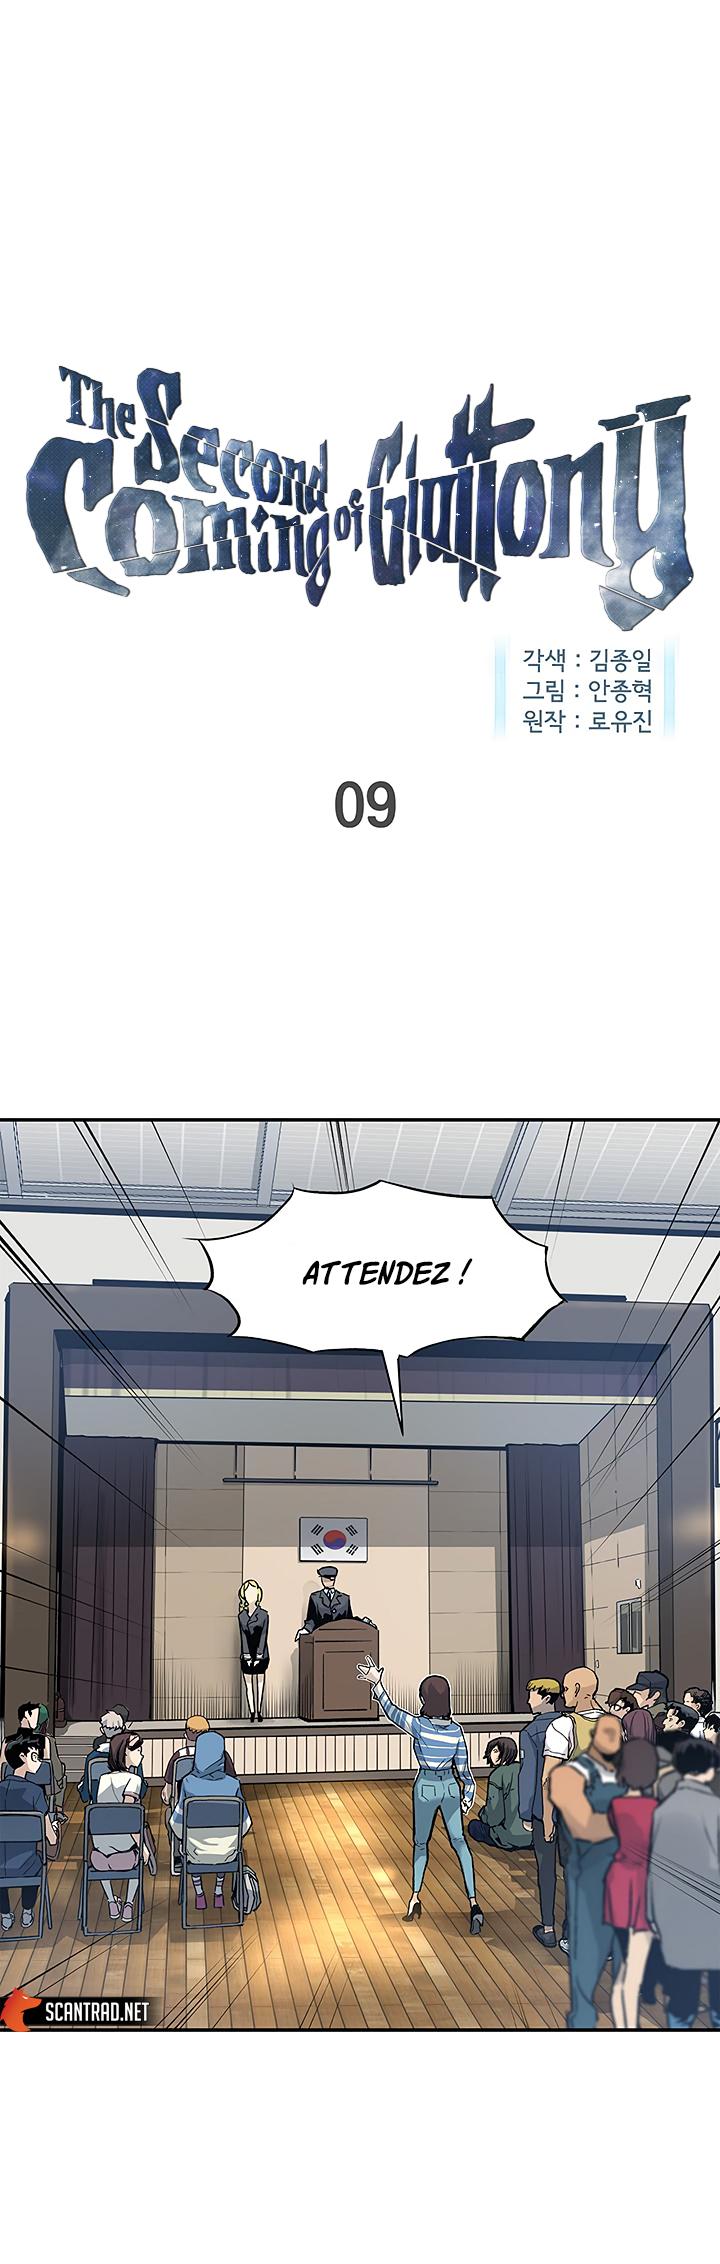 The Second
Coming of Gluttony
각색 : 김종일
그림 : 안종혁
원작 : 로유진
09
ATTENDEZ !
SCANTRAD.NET